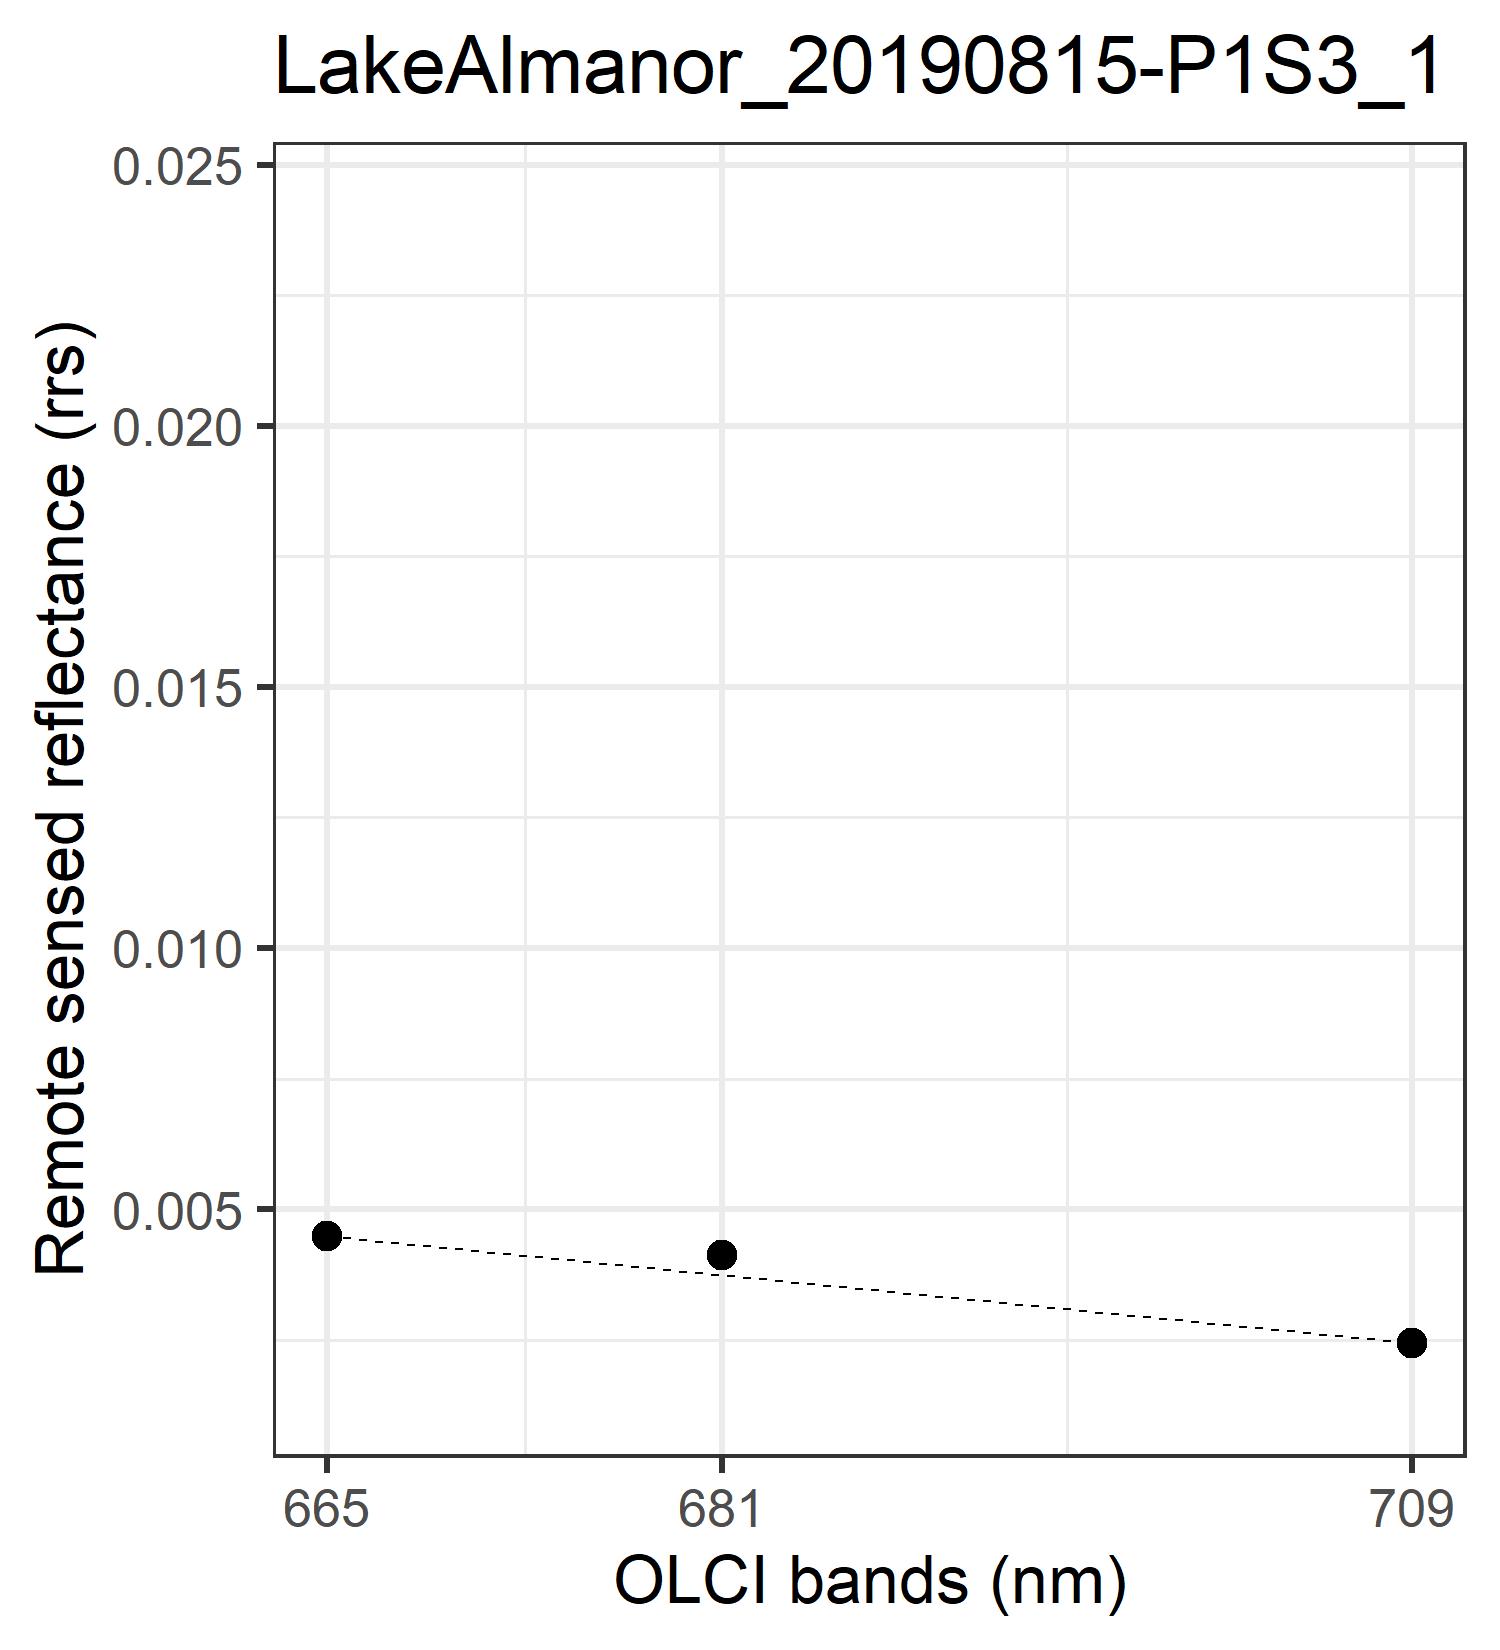 LakeAlmanor_20190815-P1S3_1
Remote sensed reflectance (rrs)
0.025
0.020
0.015
0.010
0.005
665 681 709
OLCI bands (nm)